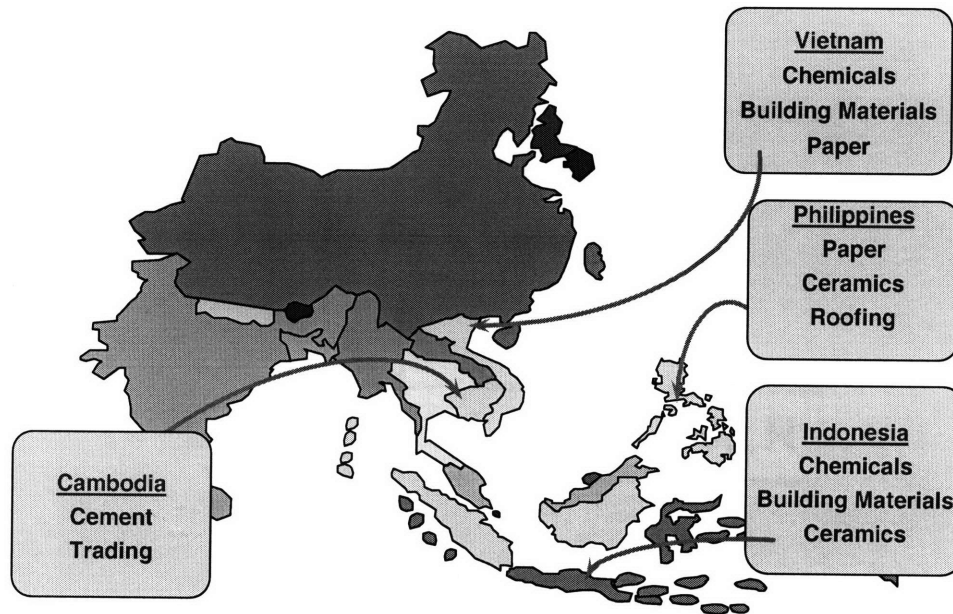 Vietnam
Chemicals
Building Materials
Paper
Philippines
Paper
Ceramics
Roofing
Indonesia
Chemicals
Building Materials
Ceramics
Cambodia
Cement
Trading